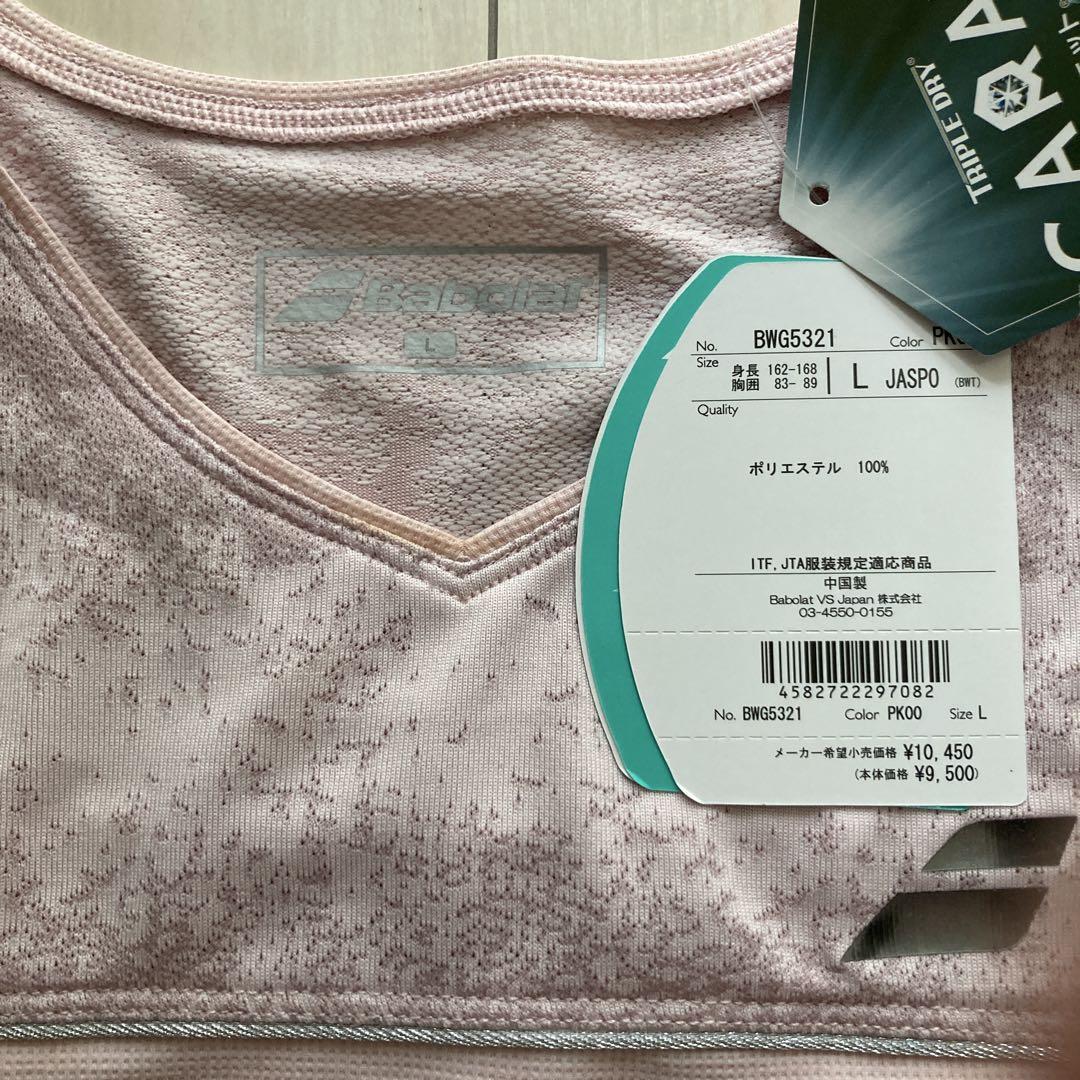 TRIPLE DRY®
CARA
ット
Babolat
L
No. BWG5321 Color
Size 身長 162-168 L JASPO (BWT)
胸囲 83- 89
Quality
ポリエステル 100%
ITF,JTA服装規定適応商品
中国製
Babolat VS Japan 株式会社
03-4550-0155
4582722297082
No. BWG5321 Color PK00 Size L
メーカー希望小売価格 ¥10,450
(本体価格 ¥9,500)